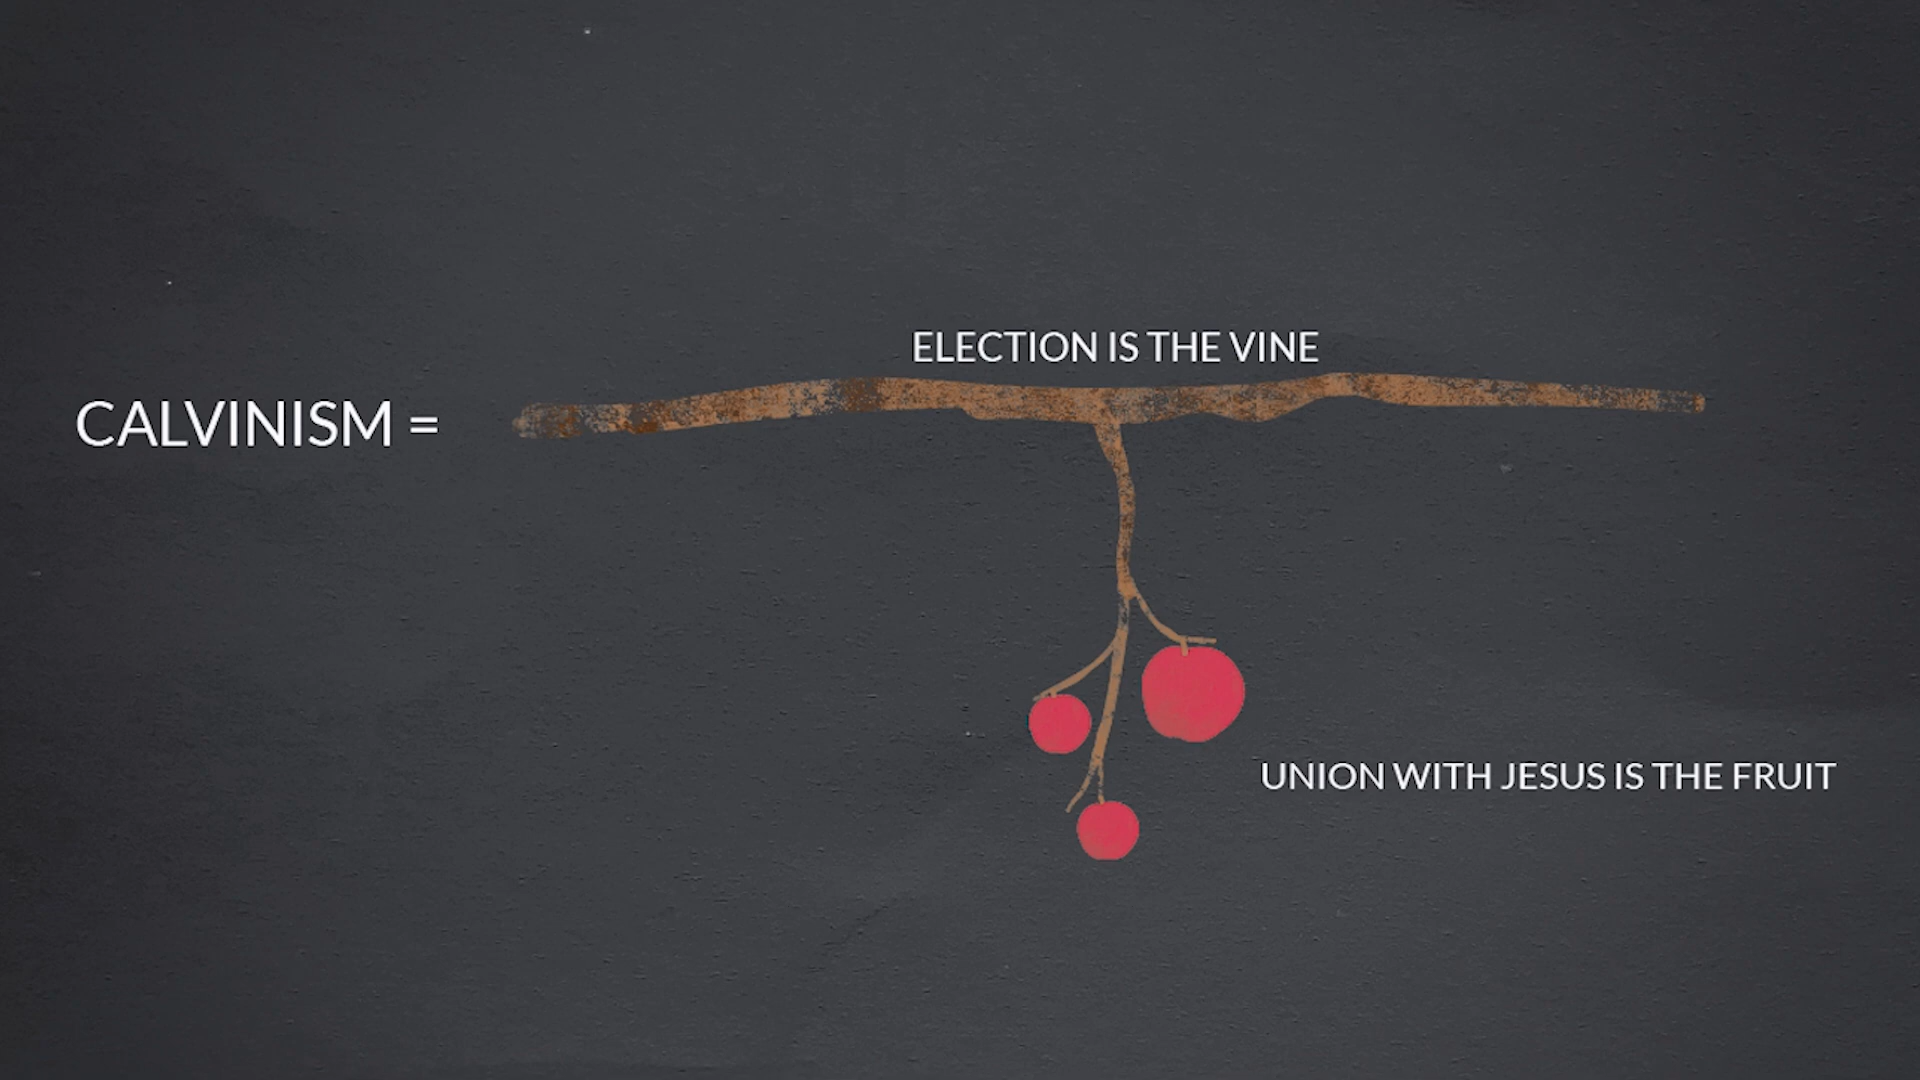 ELECTION IS THE VINE
CALVINISM =
UNION WITH JESUS IS THE FRUIT